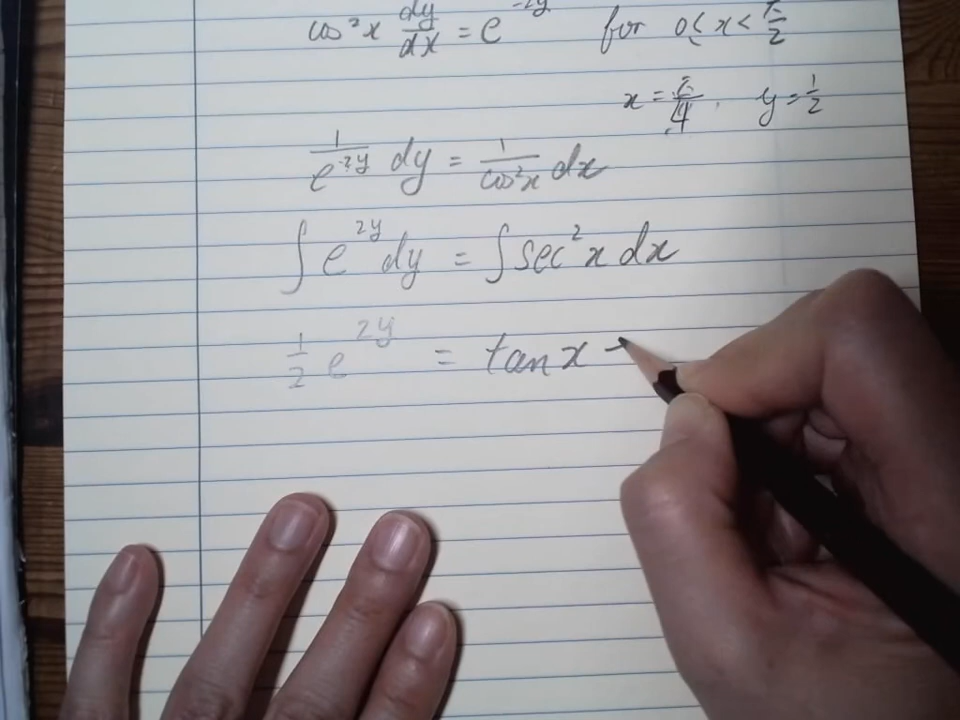 cos²x dy/dx = e^-2y for 0 ≤ x < π/2
x = π/4, y = 1/2
1/e^-2y dy = 1/cos²x dx
∫ e^2y dy = ∫ sec²x dx
1/2 e^2y = tan x -